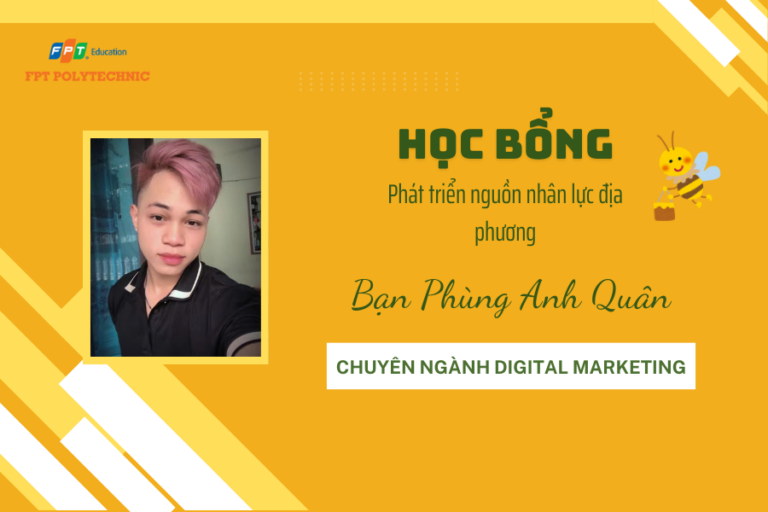 FPT Education
FPT POLYTECHNIC
HỌC BỔNG
Phát triển nguồn nhân lực địa
phương
Bạn Phùng Anh Quân
CHUYÊN NGÀNH DIGITAL MARKETING